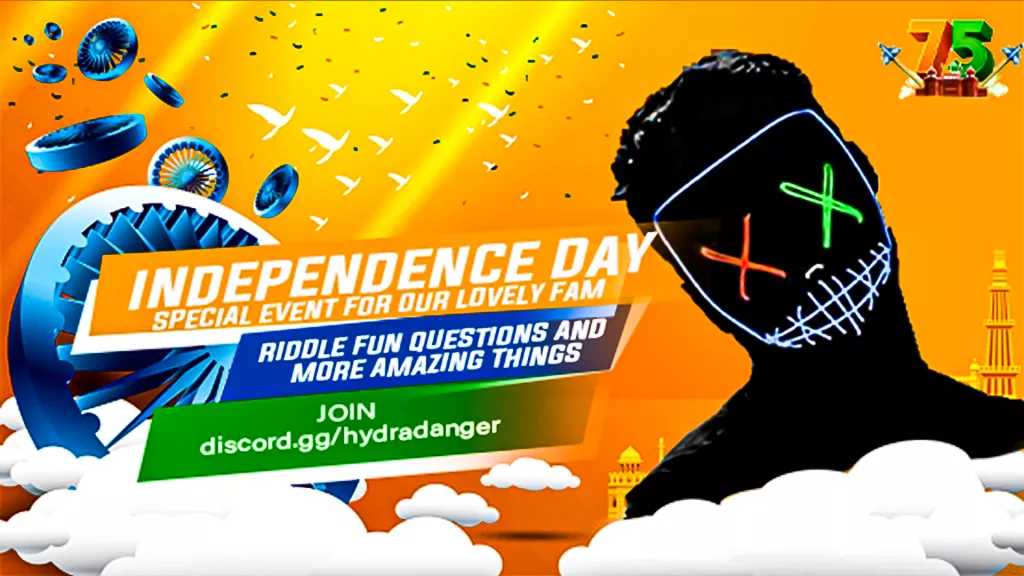 75
INDEPENDENCE DAY
SPECIAL EVENT FOR OUR LOVELY FAM
RIDDLE FUN QUESTIONS AND
MORE AMAZING THINGS
JOIN
discord.gg/hydradanger